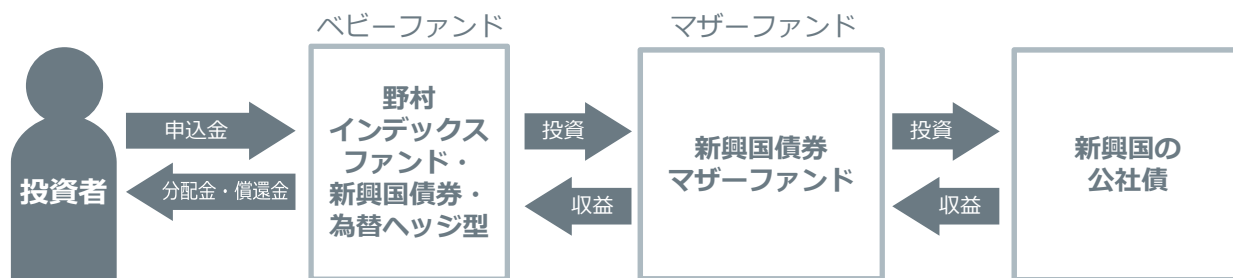 ベビーファンド
マザーファンド
投資者
申込金
分配金・償還金
野村
インデックス
ファンド・
新興国債券・
為替ヘッジ型
投資
収益
新興国債券
マザーファンド
投資
収益
新興国の
公社債